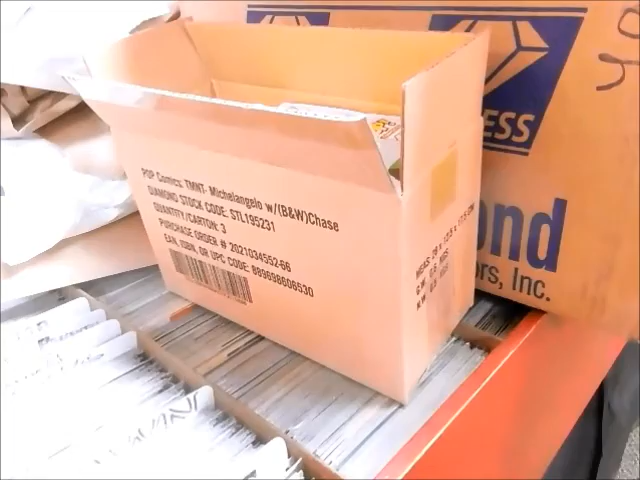 POP Comics: TMNT- Michelangelo w/(B&W)Chase
DIAMOND STOCK CODE: STL195231
QUANTITY/CARTON: 3
PURCHASE ORDER # 2021034552-66
EAN, OBN, OR UPC CODE: 889698606530
ESS
ond
ors, Inc.